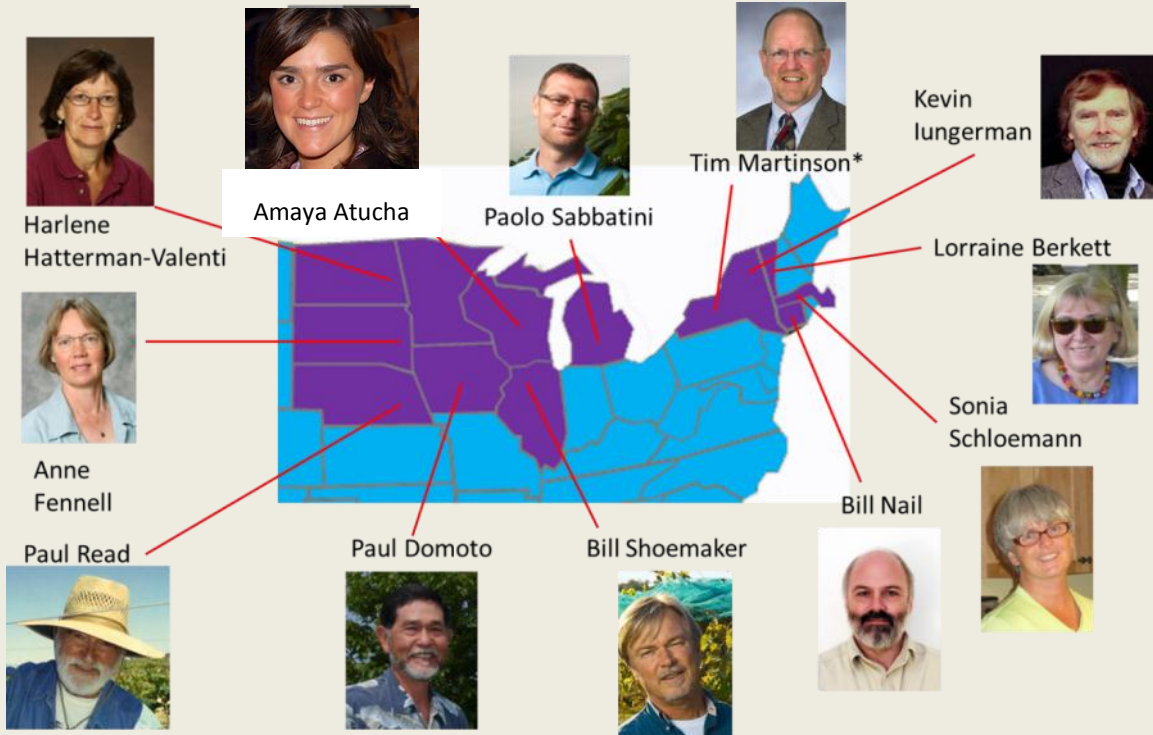 Kevin
Iungerman
Tim Martinson*
Amaya Atucha
Paolo Sabbatini
Harlene
Hatterman-Valenti
Lorraine Berkett
Sonia
Schloemann
Anne
Fennell
Bill Nail
Paul Read
Paul Domoto
Bill Shoemaker